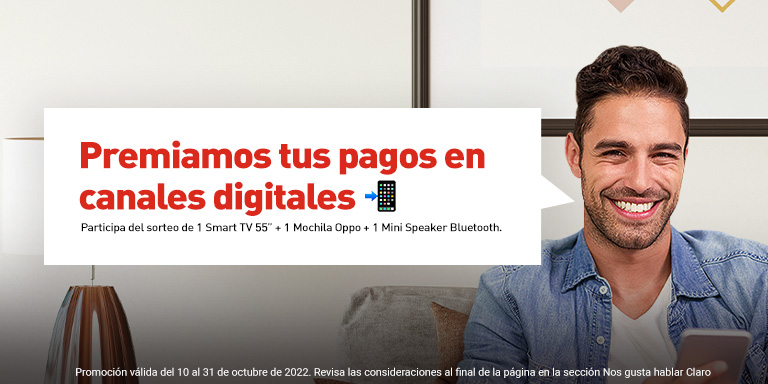 Premiamos tus pagos en
canales digitales 📲
Participa del sorteo de 1 Smart TV 55” + 1 Mochila Oppo + 1 Mini Speaker Bluetooth.
Promoción válida del 10 al 31 de octubre de 2022. Revisa las consideraciones al final de la página en la sección Nos gusta hablar Claro